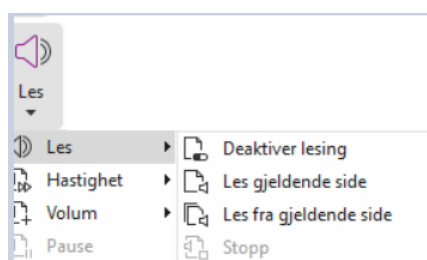 Les
Les
Deaktiver lesing
Hastighet
Les gjeldende side
Volum
Les fra gjeldende side
Pause
Stopp